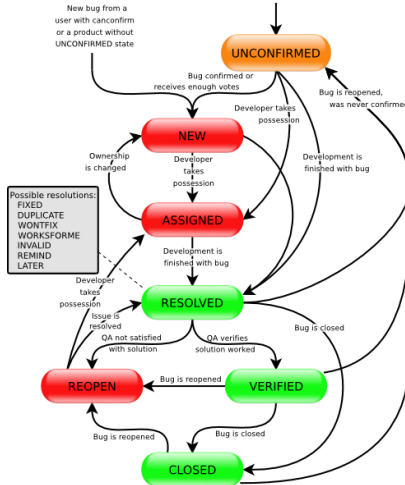 New bug from a
user with canconfirm
or a product without
UNCONFIRMED state
UNCONFIRMED
Bug confirmed or
receives enough votes
Bug is reopened,
was never confirmed
Developer takes
possession
NEW
Ownership
is changed
Developer
takes
possession
Development is
finished with bug
Possible resolutions:
FIXED
DUPLICATE
WONTFIX
WORKSFORME
INVALID
REMIND
LATER
ASSIGNED
Development is
finished with bug
Developer
takes
possession
RESOLVED
Issue is
resolved
Bug is closed
QA not satisfied
with solution
QA verifies
solution worked
REOPEN
Bug is reopened
VERIFIED
Bug is reopened
Bug is closed
CLOSED